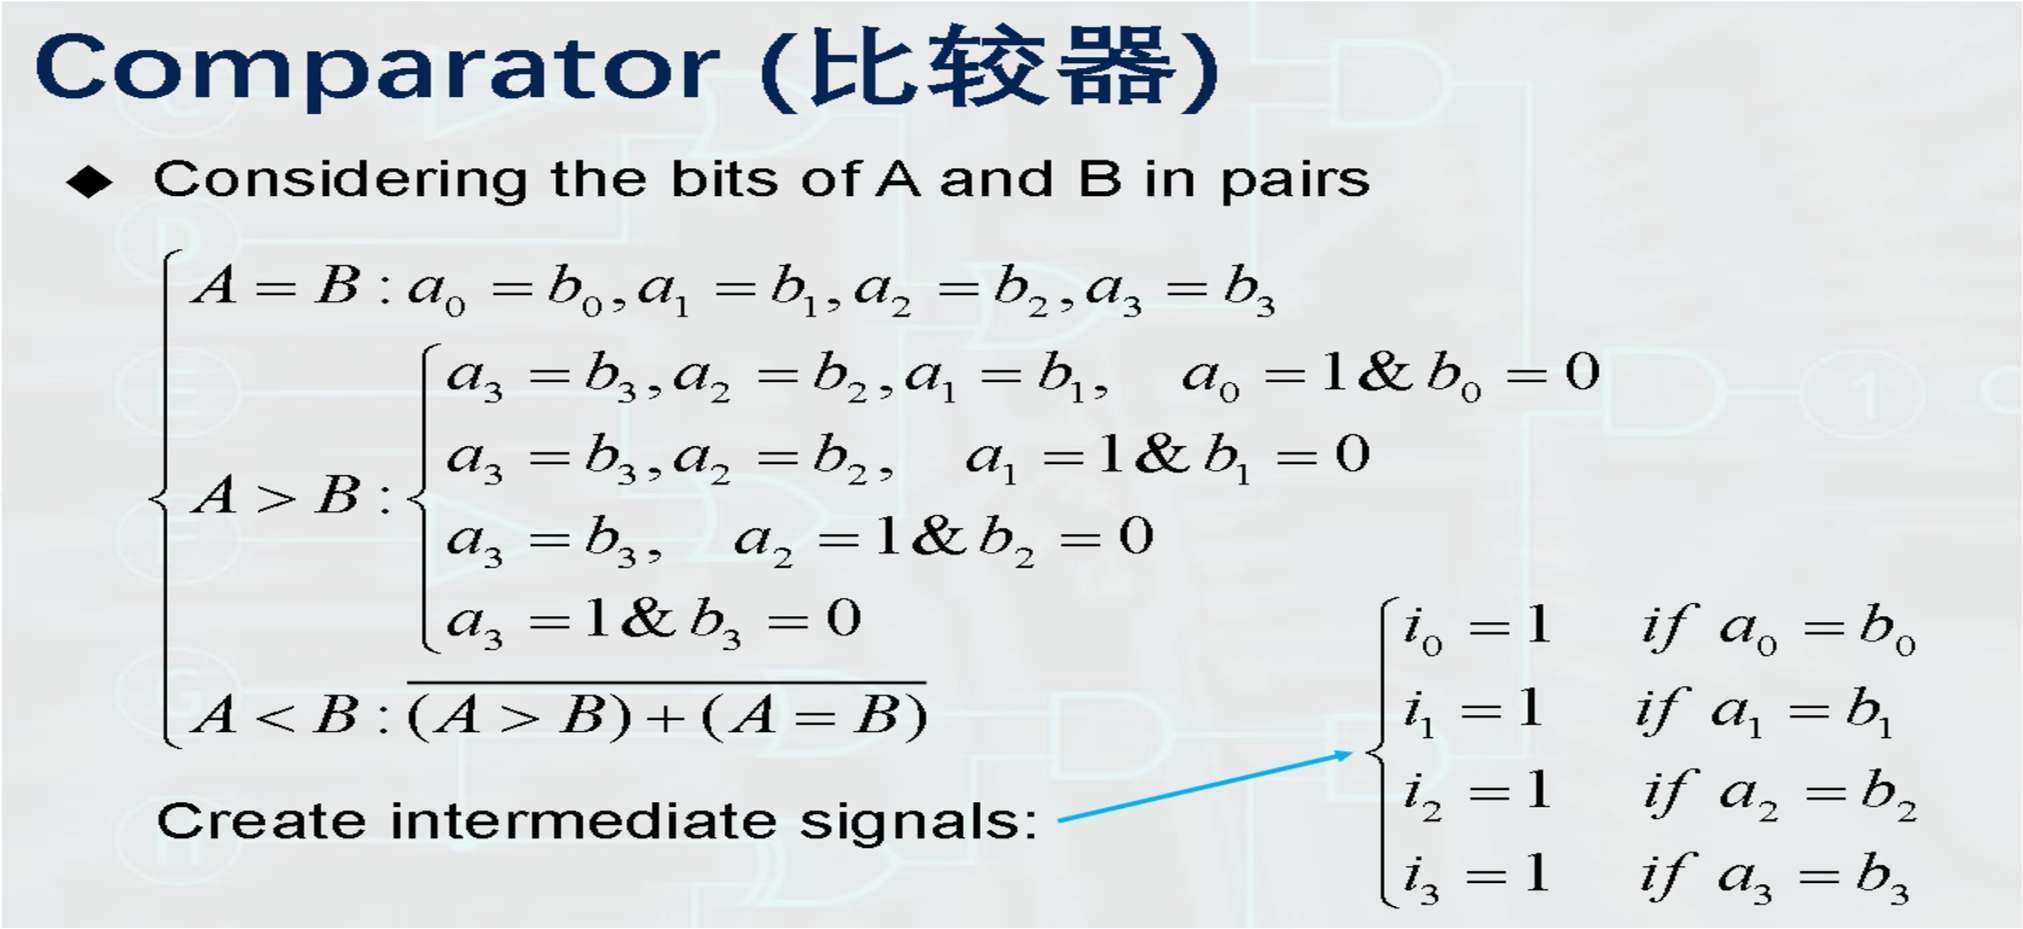 Comparator (比较器)
◆ Considering the bits of A and B in pairs
A = B : a₀ = b₀, a₁ = b₁, a₂ = b₂, a₃ = b₃
a₃ = b₃, a₂ = b₂, a₁ = b₁, a₀ = 1 & b₀ = 0
a₃ = b₃, a₂ = b₂, a₁ = 1 & b₁ = 0
A > B :
a₃ = b₃, a₂ = 1 & b₂ = 0
a₃ = 1 & b₃ = 0
A < B : \overline{(A > B) + (A = B)}
Create intermediate signals:
i₀ = 1 if a₀ = b₀
i₁ = 1 if a₁ = b₁
i₂ = 1 if a₂ = b₂
i₃ = 1 if a₃ = b₃